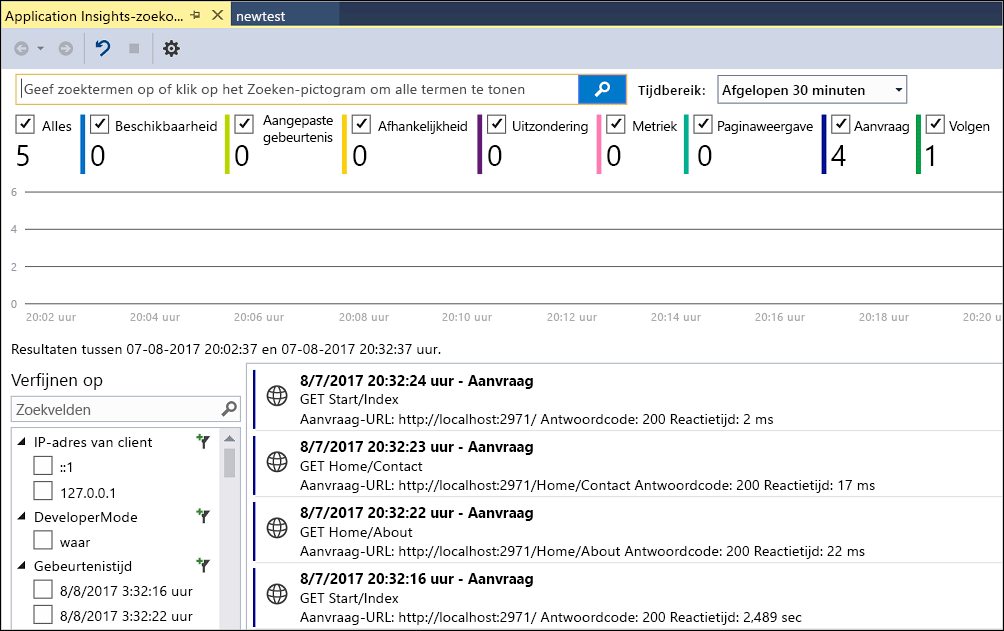 Application Insights-zoeko...
newtest
Geef zoektermen op of klik op het Zoeken-pictogram om alle termen te tonen
Tijdbereik: Afgelopen 30 minuten
Alles
5
Beschikbaarheid
0
Aangepaste
gebeurtenis
0
Afhankelijkheid
0
Uitzondering
0
Metriek
0
Paginaweergave
0
Aanvraag
4
Volgen
1
6
4
2
0
20:02 uur 20:04 uur 20:06 uur 20:08 uur 20:10 uur 20:12 uur 20:14 uur 20:16 uur 20:18 uur 20:20 u
Resultaten tussen 07-08-2017 20:02:37 en 07-08-2017 20:32:37 uur.
Verfijnen op
Zoekvelden
IP-adres van client
::1
127.0.0.1
DeveloperMode
waar
Gebeurtenistijd
8/8/2017 3:32:16 uur
8/8/2017 3:32:22 uur
8/7/2017 20:32:24 uur - Aanvraag
GET Start/Index
Aanvraag-URL: http://localhost:2971/ Antwoordcode: 200 Reactietijd: 2 ms
8/7/2017 20:32:23 uur - Aanvraag
GET Home/Contact
Aanvraag-URL: http://localhost:2971/Home/Contact Antwoordcode: 200 Reactietijd: 17 ms
8/7/2017 20:32:22 uur - Aanvraag
GET Home/About
Aanvraag-URL: http://localhost:2971/Home/About Antwoordcode: 200 Reactietijd: 22 ms
8/7/2017 20:32:16 uur - Aanvraag
GET Start/Index
Aanvraag-URL: http://localhost:2971/ Antwoordcode: 200 Reactietijd: 2,489 sec